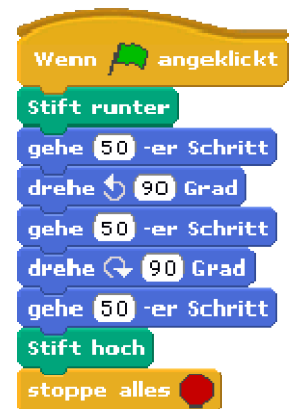 Wenn angeklickt
Stift runter
gehe 50 -er Schritt
drehe 90 Grad
gehe 50 -er Schritt
drehe 90 Grad
gehe 50 -er Schritt
Stift hoch
stoppe alles